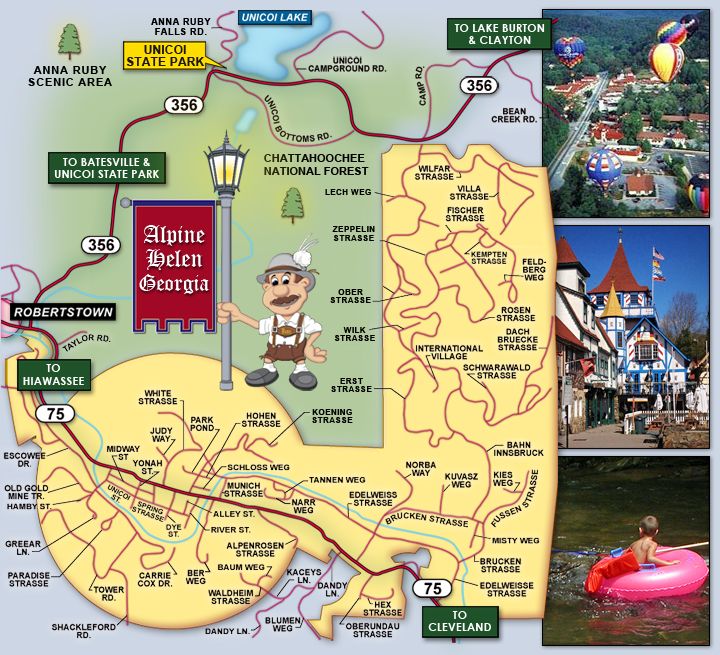 ANNA RUBY
FALLS RD.
UNICOI LAKE
UNICOI
STATE PARK
TO LAKE BURTON
& CLAYTON
ANNA RUBY
SCENIC AREA
UNICOI
CAMPGROUND RD.
CAMP RD.
356
356
UNICOI BOTTOMS RD.
BEAN
CREEK RD.
TO BATESVILLE &
UNICOI STATE PARK
CHATTAHOOCHEE
NATIONAL FOREST
WILFAR
STRASSE
LECH WEG
VILLA
STRASSE
FISCHER
STRASSE
Alpine
Helen
Georgia
356
ZEPPELIN
STRASSE
KEMPTEN
STRASSE
FELD-
BERG
WEG
OBER
STRASSE
ROBERTSTOWN
ROSEN
STRASSE
TAYLOR RD.
WILK
STRASSE
DACH
BRUECKE
STRASSE
INTERNATIONAL
VILLAGE
TO
HIAWASSEE
SCHWARAWALD
STRASSE
ERST
STRASSE
75
WHITE
STRASSE
PARK
POND
HOHEN
STRASSE
KOENING
STRASSE
JUDY
WAY
MIDWAY
ST
BAHN
INNSBRUCK
ESCOWEE
DR.
YONAH
ST.
SCHLOSS WEG
NORBA
WAY
KUVASZ
WEG
KIES
WEG
OLD GOLD
MINE TR.
TANNEN WEG
MUNICH
STRASSE
HAMBY ST.
UNICOI
ST.
SPRING
STRASSE
NARR
WEG
EDELWEISS
STRASSE
FUSSEN STRASSE
ALLEY ST.
BRUCKEN STRASSE
DYE
ST.
RIVER ST.
MISTY WEG
GREEAR
LN.
ALPENROSEN
STRASSE
PARADISE
STRASSE
CARRIE
COX DR.
BER
WEG
BAUM WEG
KACEYS
LN.
BRUCKEN
STRASSE
TOWER
RD.
WALDHEIM
STRASSE
DANDY
LN.
75
EDELWEISSE
STRASSE
HEX
STRASSE
SHACKLEFORD
RD.
DANDY LN.
BLUMEN
WEG
OBERUNDAU
STRASSE
TO
CLEVELAND